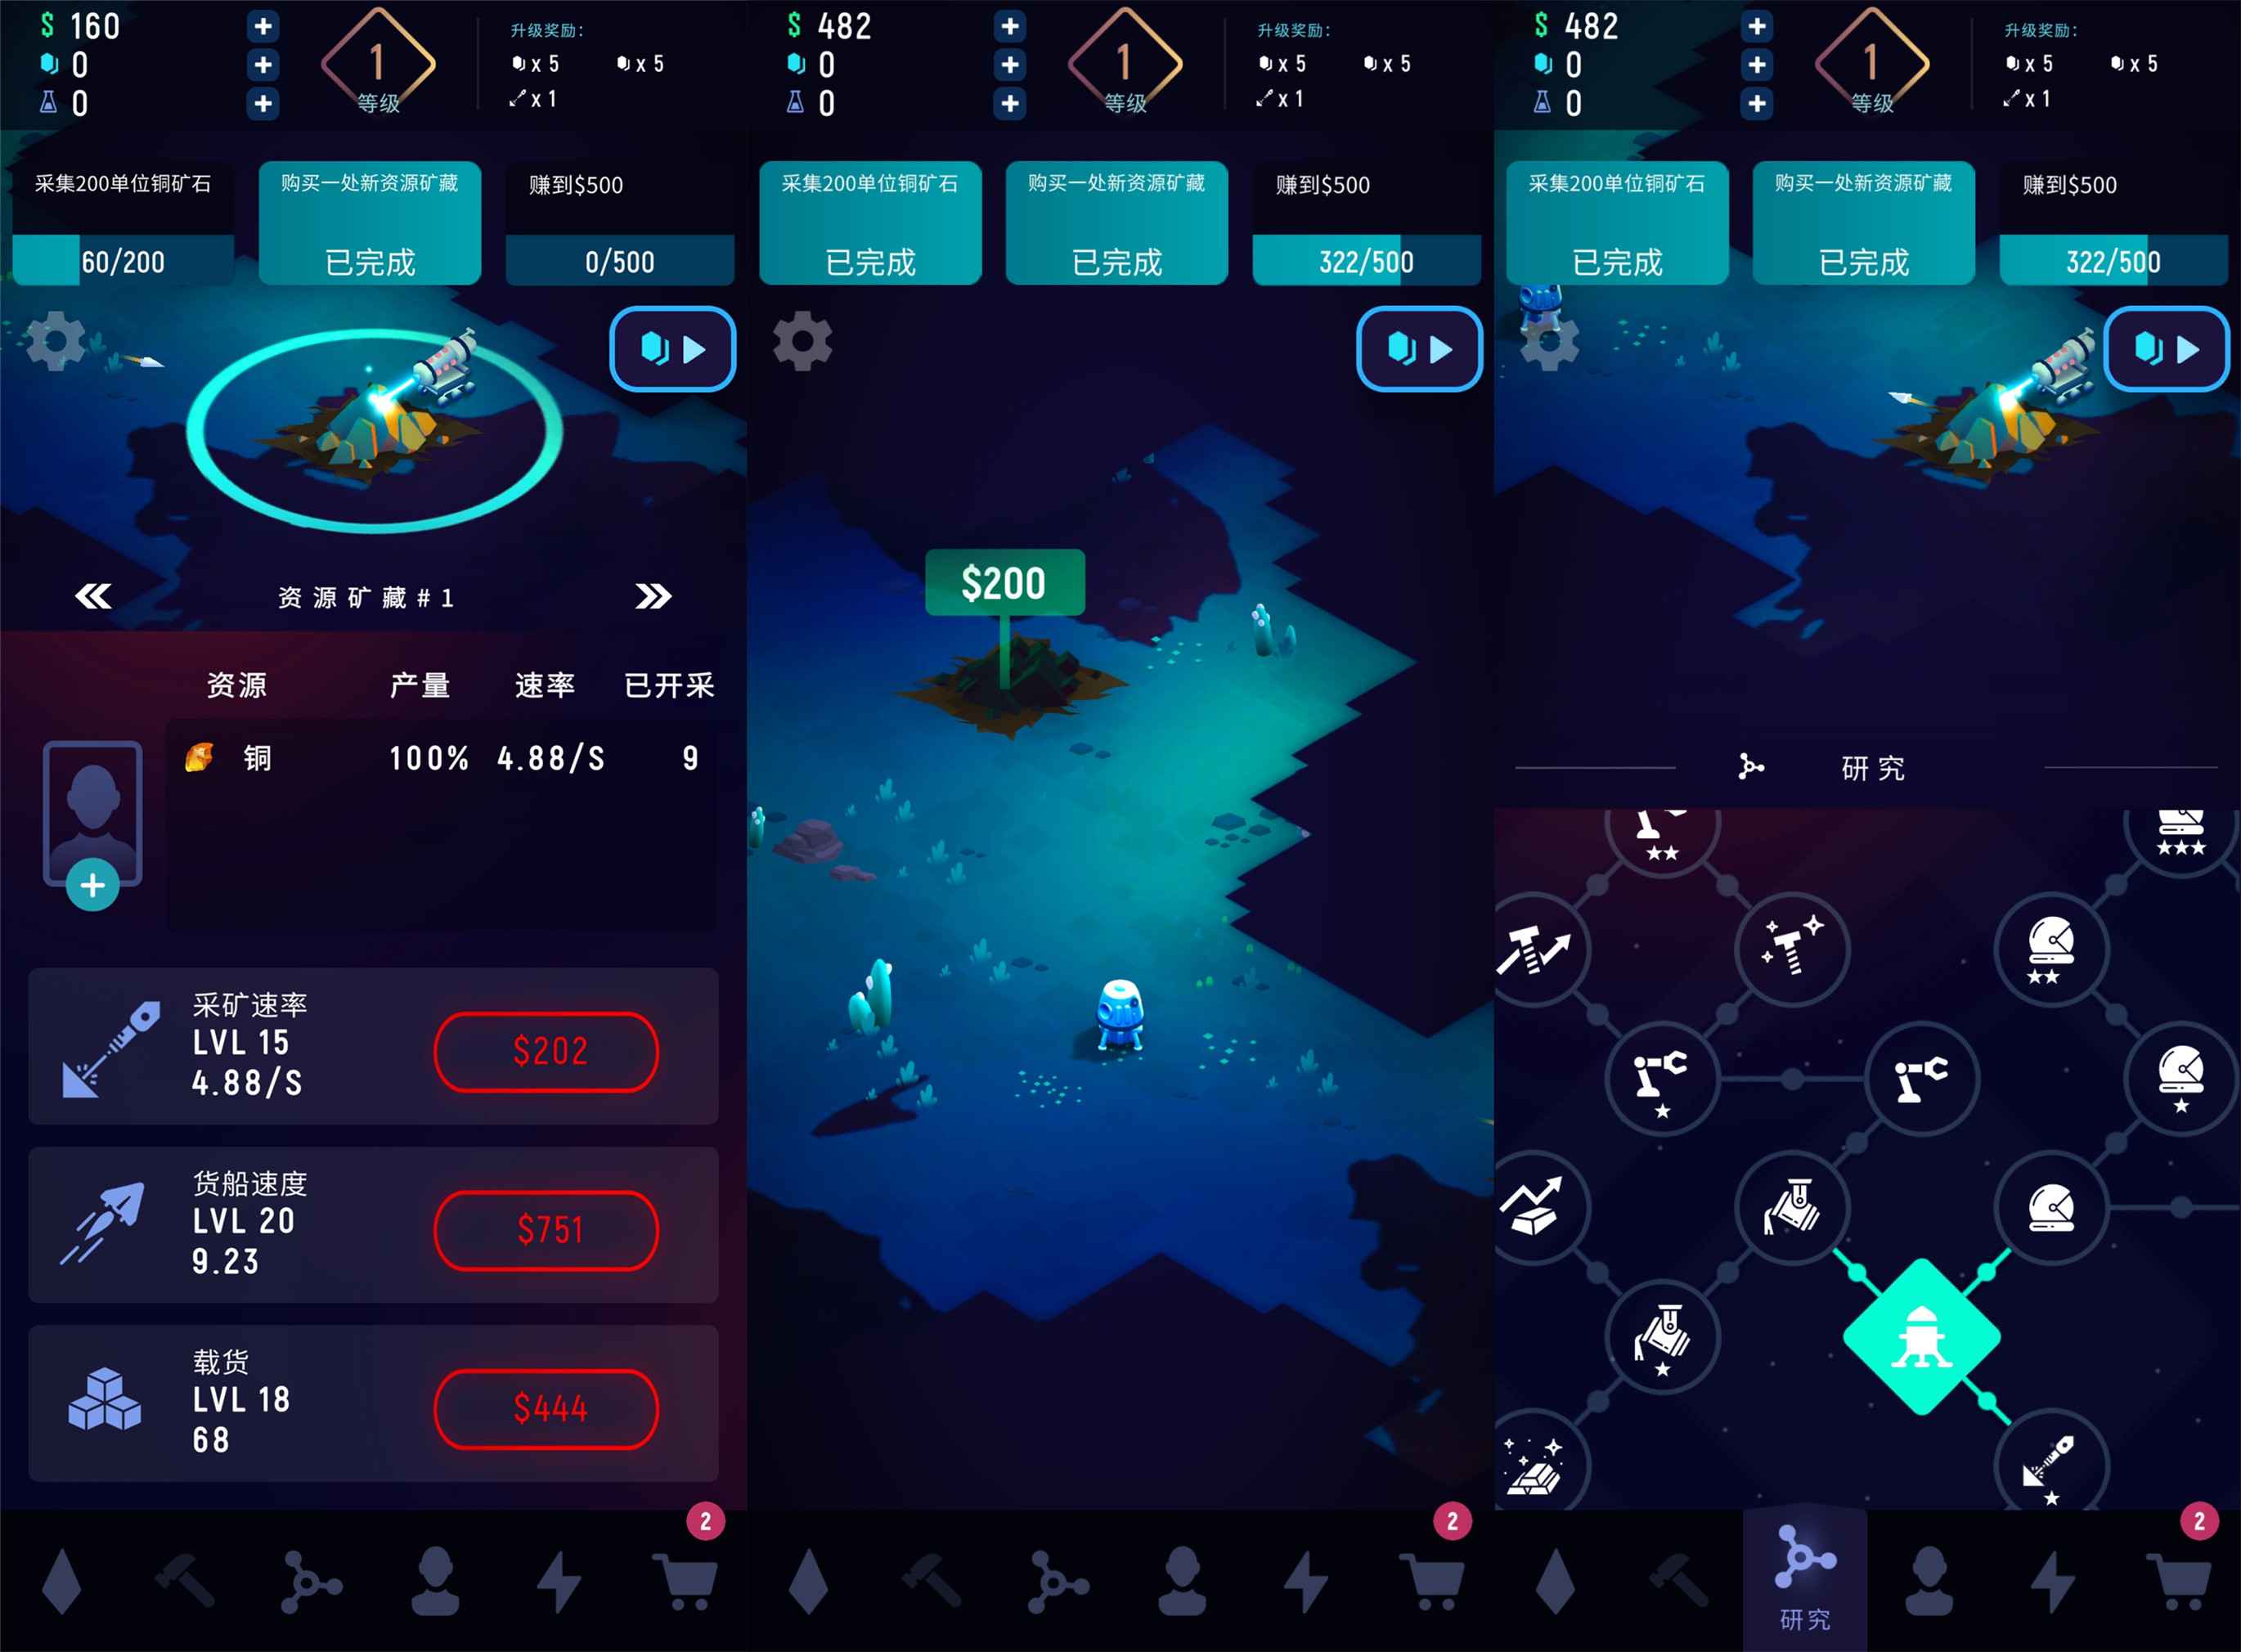 $ 160
0
0
1
等级
升级奖励：
x 5 x 5
x 1
采集200单位铜矿石
60/200
购买一处新资源矿藏
已完成
赚到$500
0/500
资源矿藏#1
资源 产量 速率 已开采
铜 100% 4.88/S 9
采矿速率
LVL 15
4.88/S
$202
货船速度
LVL 20
9.23
$751
载货
LVL 18
68
$444
2
$ 482
0
0
1
等级
升级奖励：
x 5 x 5
x 1
采集200单位铜矿石
已完成
购买一处新资源矿藏
已完成
赚到$500
322/500
$200
2
$ 482
0
0
1
等级
升级奖励：
x 5 x 5
x 1
采集200单位铜矿石
已完成
购买一处新资源矿藏
已完成
赚到$500
322/500
研究
2
研究